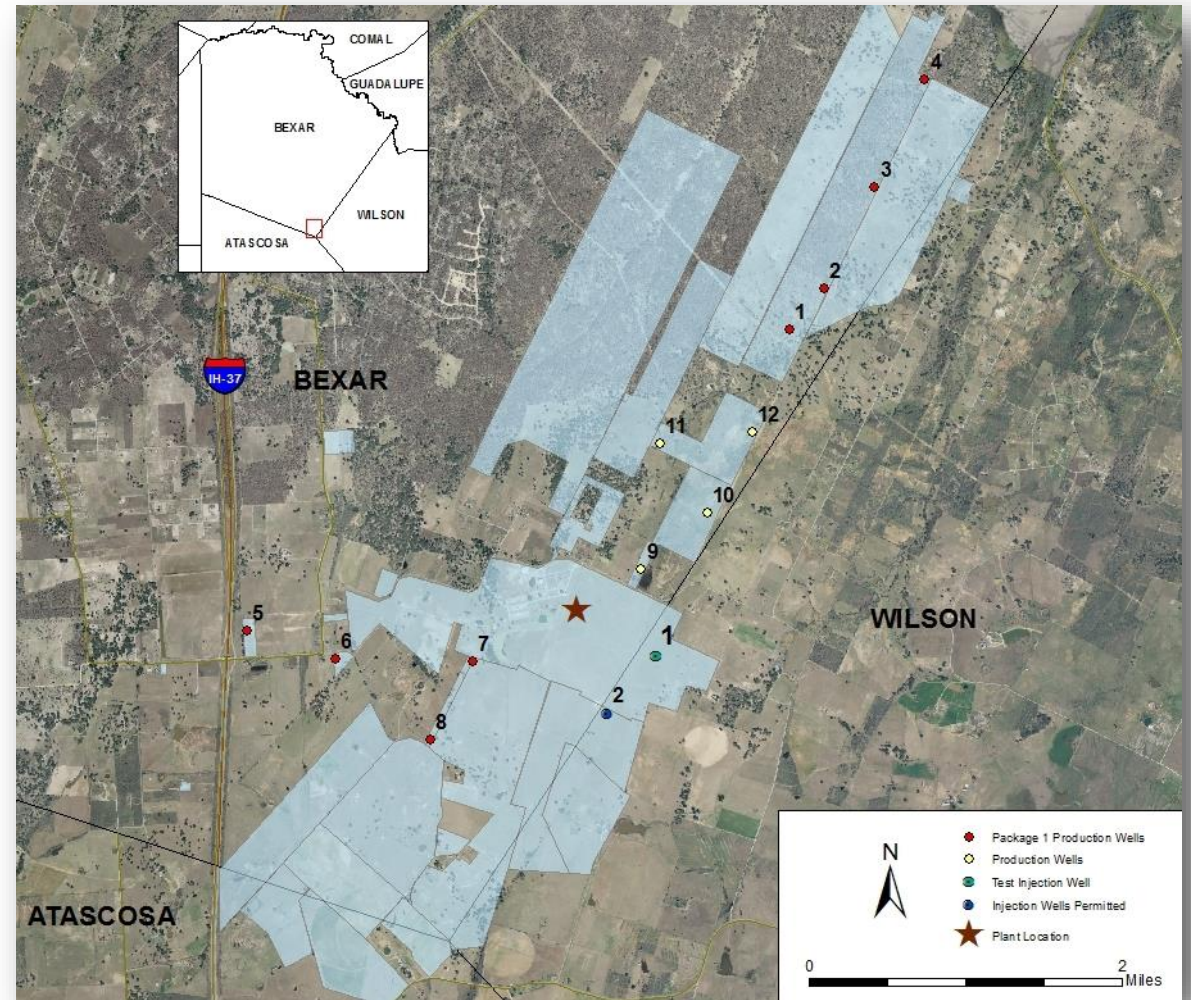 COMAL
GUADALUPE
BEXAR
WILSON
ATASCOSA
4
3
2
1
IH-37
BEXAR
12
11
10
9
5
6
7
1
WILSON
2
8
ATASCOSA
N
Package 1 Production Wells
Production Wells
Test Injection Well
Injection Wells Permitted
Plant Location
0 2
Miles